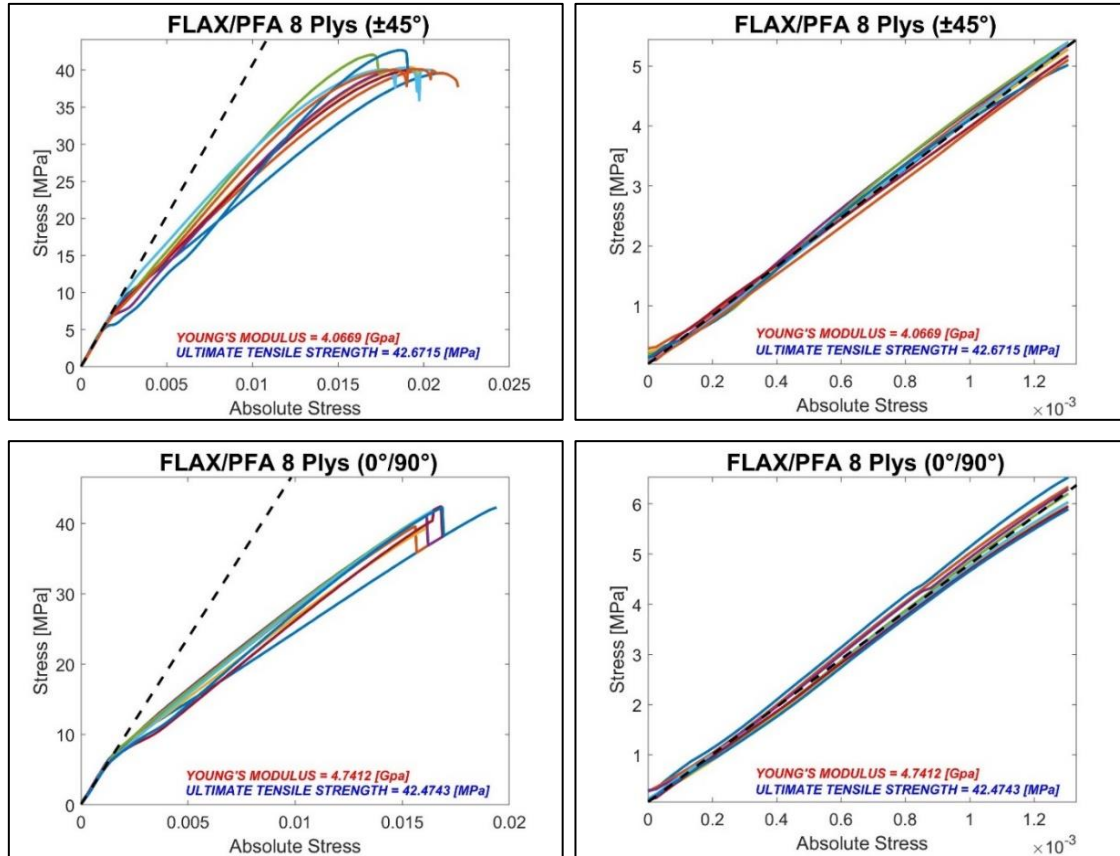 FLAX/PFA 8 Plys (±45°)
Stress [MPa]
40
35
30
25
20
15
10
5
0
YOUNG'S MODULUS = 4.0669 [Gpa]
ULTIMATE TENSILE STRENGTH = 42.6715 [MPa]
0 0.005 0.01 0.015 0.02 0.025
Absolute Stress
FLAX/PFA 8 Plys (±45°)
Stress [MPa]
5
4
3
2
1
YOUNG'S MODULUS = 4.0669 [Gpa]
ULTIMATE TENSILE STRENGTH = 42.6715 [MPa]
0 0.2 0.4 0.6 0.8 1 1.2
Absolute Stress ×10⁻³
FLAX/PFA 8 Plys (0°/90°)
Stress [MPa]
40
30
20
10
0
YOUNG'S MODULUS = 4.7412 [Gpa]
ULTIMATE TENSILE STRENGTH = 42.4743 [MPa]
0 0.005 0.01 0.015 0.02
Absolute Stress
FLAX/PFA 8 Plys (0°/90°)
Stress [MPa]
6
5
4
3
2
1
YOUNG'S MODULUS = 4.7412 [Gpa]
ULTIMATE TENSILE STRENGTH = 42.4743 [MPa]
0 0.2 0.4 0.6 0.8 1 1.2
Absolute Stress ×10⁻³